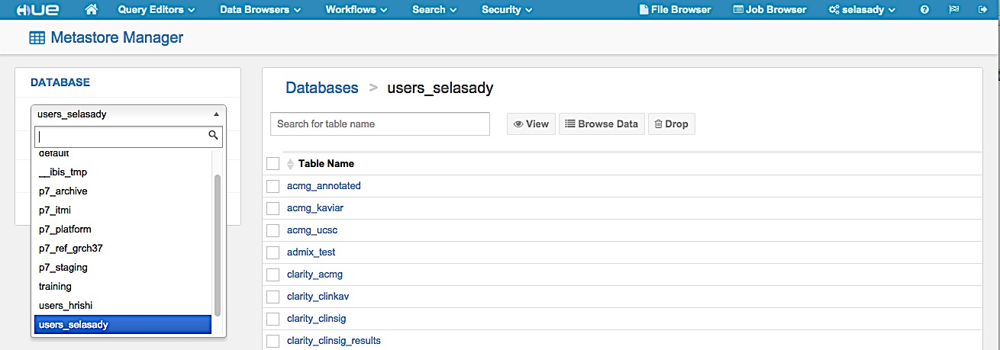 HUE Query Editors Data Browsers Workflows Search Security File Browser Job Browser selasady ?
Metastore Manager
DATABASE
users_selasady
default
__ibis_tmp
p7_archive
p7_itmi
p7_platform
p7_ref_grch37
p7_staging
training
users_hrishi
users_selasady
Databases > users_selasady
Search for table name View Browse Data Drop
Table Name
acmg_annotated
acmg_kaviar
acmg_ucsc
admix_test
clarity_acmg
clarity_clinkav
clarity_clinsig
clarity_clinsig_results